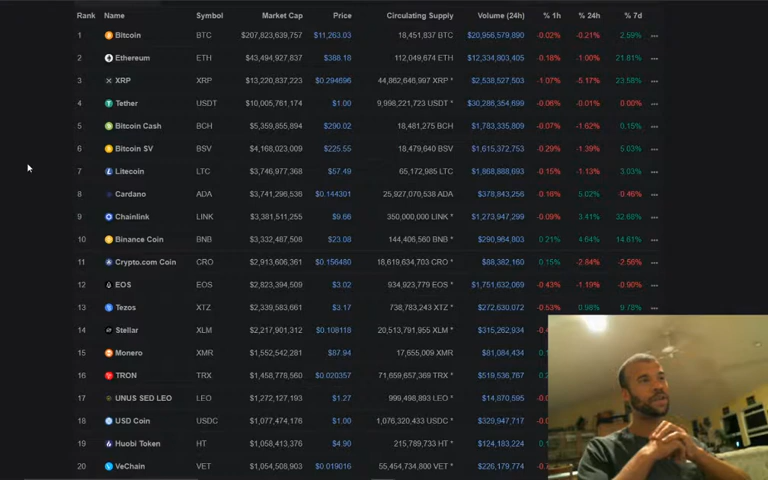 Rank Name Symbol Market Cap Price Circulating Supply Volume (24h) % 1h % 24h % 7d
1 Bitcoin BTC $207,823,639,757 $11,263.03 18,451,837 BTC $20,956,579,890 -0.02% -0.21% 2.59% ...
2 Ethereum ETH $43,494,927,837 $388.18 112,049,674 ETH $12,334,803,405 -0.18% -1.00% 21.81% ...
3 XRP XRP $13,220,837,223 $0.294696 44,862,646,997 XRP * $2,538,527,503 -1.07% -5.17% 23.58% ...
4 Tether USDT $10,005,761,174 $1.00 9,998,221,723 USDT * $30,286,354,699 -0.06% -0.01% 0.00% ...
5 Bitcoin Cash BCH $5,359,855,894 $290.02 18,481,275 BCH $1,783,335,809 -0.07% -1.62% 0.15% ...
6 Bitcoin SV BSV $4,168,023,009 $225.55 18,479,640 BSV $1,615,372,753 -0.29% -1.39% 5.03% ...
7 Litecoin LTC $3,746,977,368 $57.49 65,172,985 LTC $1,868,888,693 -0.15% -1.13% 3.03% ...
8 Cardano ADA $3,741,296,538 $0.144301 25,927,070,538 ADA $378,843,256 -0.16% 5.02% -0.46% ...
9 Chainlink LINK $3,381,511,255 $9.66 350,000,000 LINK * $1,273,947,299 -0.09% 3.41% 32.68% ...
10 Binance Coin BNB $3,332,487,508 $23.08 144,406,560 BNB * $290,964,803 0.21% 4.64% 14.81% ...
11 Crypto.com Coin CRO $2,913,606,361 $0.156480 18,619,634,703 CRO * $88,382,160 0.15% -2.84% -2.56% ...
12 EOS EOS $2,823,394,509 $3.02 934,923,779 EOS * $1,751,632,069 -0.43% -1.19% -0.90% ...
13 Tezos XTZ $2,339,583,661 $3.17 738,783,243 XTZ * $272,630,072 -0.53% 0.98% 9.78% ...
14 Stellar XLM $2,217,901,312 $0.108118 20,513,791,955 XLM * $315,262,934
15 Monero XMR $1,552,542,281 $87.94 17,655,009 XMR $81,084,434
16 TRON TRX $1,458,778,560 $0.020357 71,659,657,369 TRX * $519,536,767
17 UNUS SED LEO LEO $1,272,127,193 $1.27 999,498,893 LEO * $14,870,595
18 USD Coin USDC $1,077,474,176 $1.00 1,076,320,433 USDC * $329,947,717
19 Huobi Token HT $1,058,413,376 $4.90 215,789,733 HT * $124,183,224
20 VeChain VET $1,054,508,903 $0.019016 55,454,734,800 VET * $226,179,774